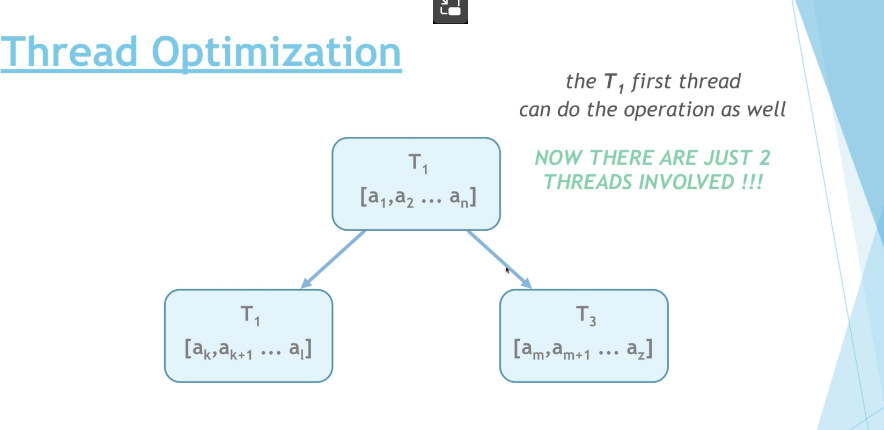 Thread Optimization
the T₁ first thread
can do the operation as well
NOW THERE ARE JUST 2
THREADS INVOLVED !!!
T₁
[a₁,a₂ ... aₙ]
T₁
[aₖ,aₖ₊₁ ... aₗ]
T₃
[aₘ,aₘ₊₁ ... a_z]